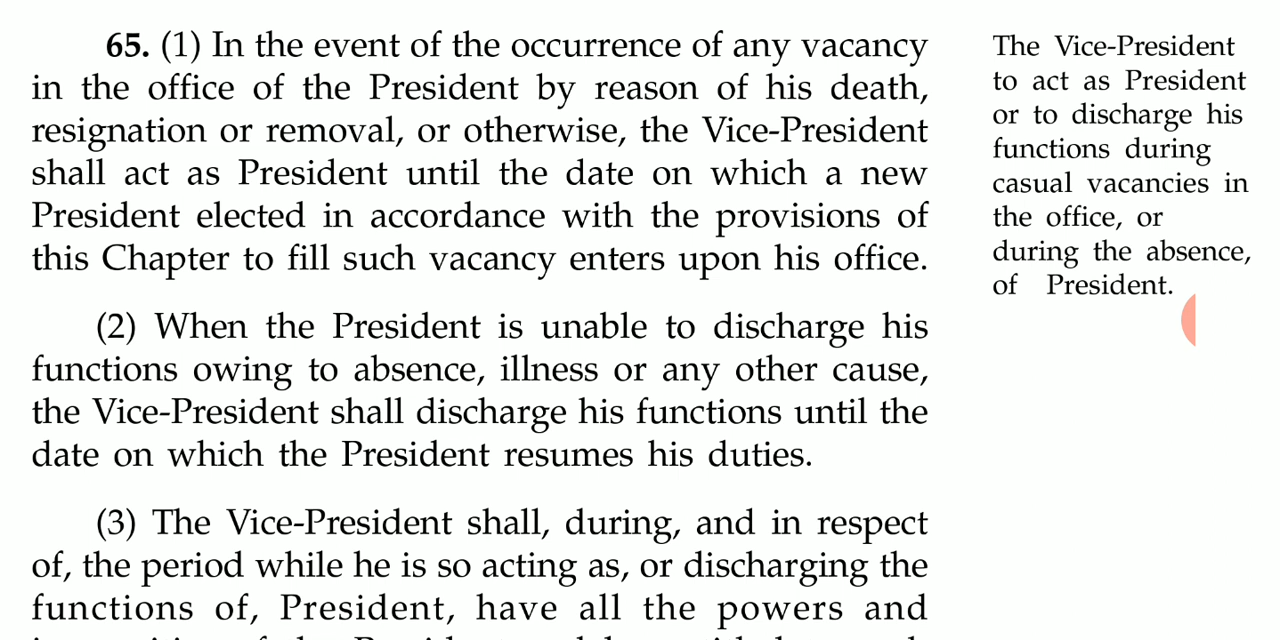 65. (1) In the event of the occurrence of any vacancy
in the office of the President by reason of his death,
resignation or removal, or otherwise, the Vice-President
shall act as President until the date on which a new
President elected in accordance with the provisions of
this Chapter to fill such vacancy enters upon his office.
(2) When the President is unable to discharge his
functions owing to absence, illness or any other cause,
the Vice-President shall discharge his functions until the
date on which the President resumes his duties.
(3) The Vice-President shall, during, and in respect
of, the period while he is so acting as, or discharging the
functions of, President, have all the powers and
The Vice-President
to act as President
or to discharge his
functions during
casual vacancies in
the office, or
during the absence,
of President.